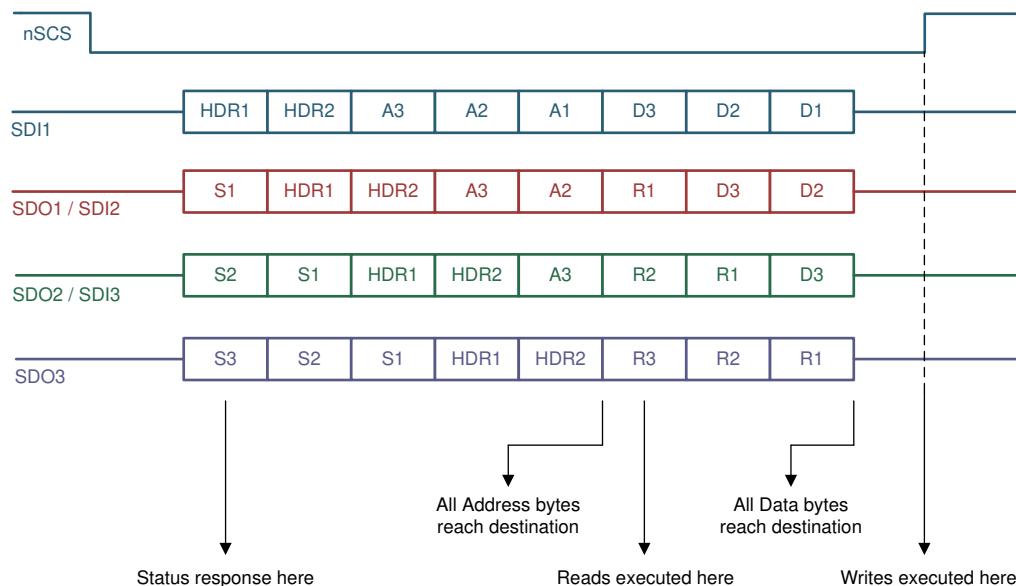 nSCS
HDR1 HDR2 A3 A2 A1 D3 D2 D1
SDI1
S1 HDR1 HDR2 A3 A2 R1 D3 D2
SDO1 / SDI2
S2 S1 HDR1 HDR2 A3 R2 R1 D3
SDO2 / SDI3
S3 S2 S1 HDR1 HDR2 R3 R2 R1
SDO3
All Address bytes
reach destination
All Data bytes
reach destination
Status response here
Reads executed here
Writes executed here